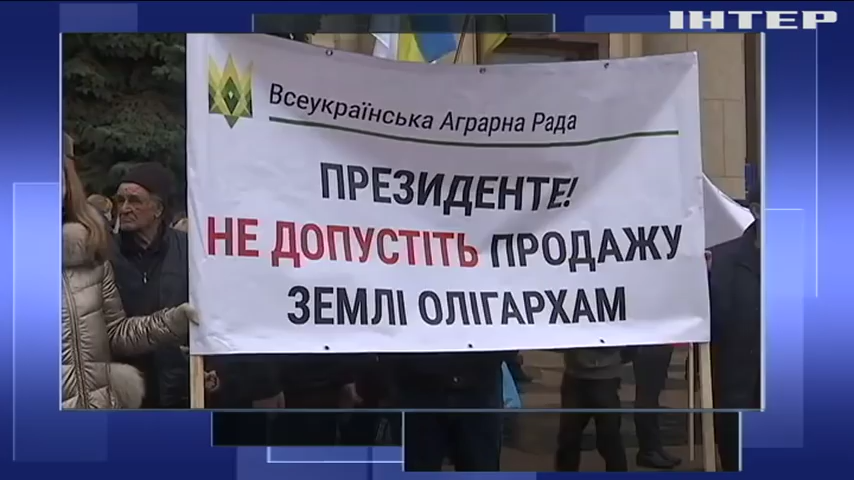 ІНТЕР
Всеукраїнська Аграрна Рада
ПРЕЗИДЕНТЕ!
НЕ ДОПУСТІТЬ ПРОДАЖУ
ЗЕМЛІ ОЛІГАРХАМ